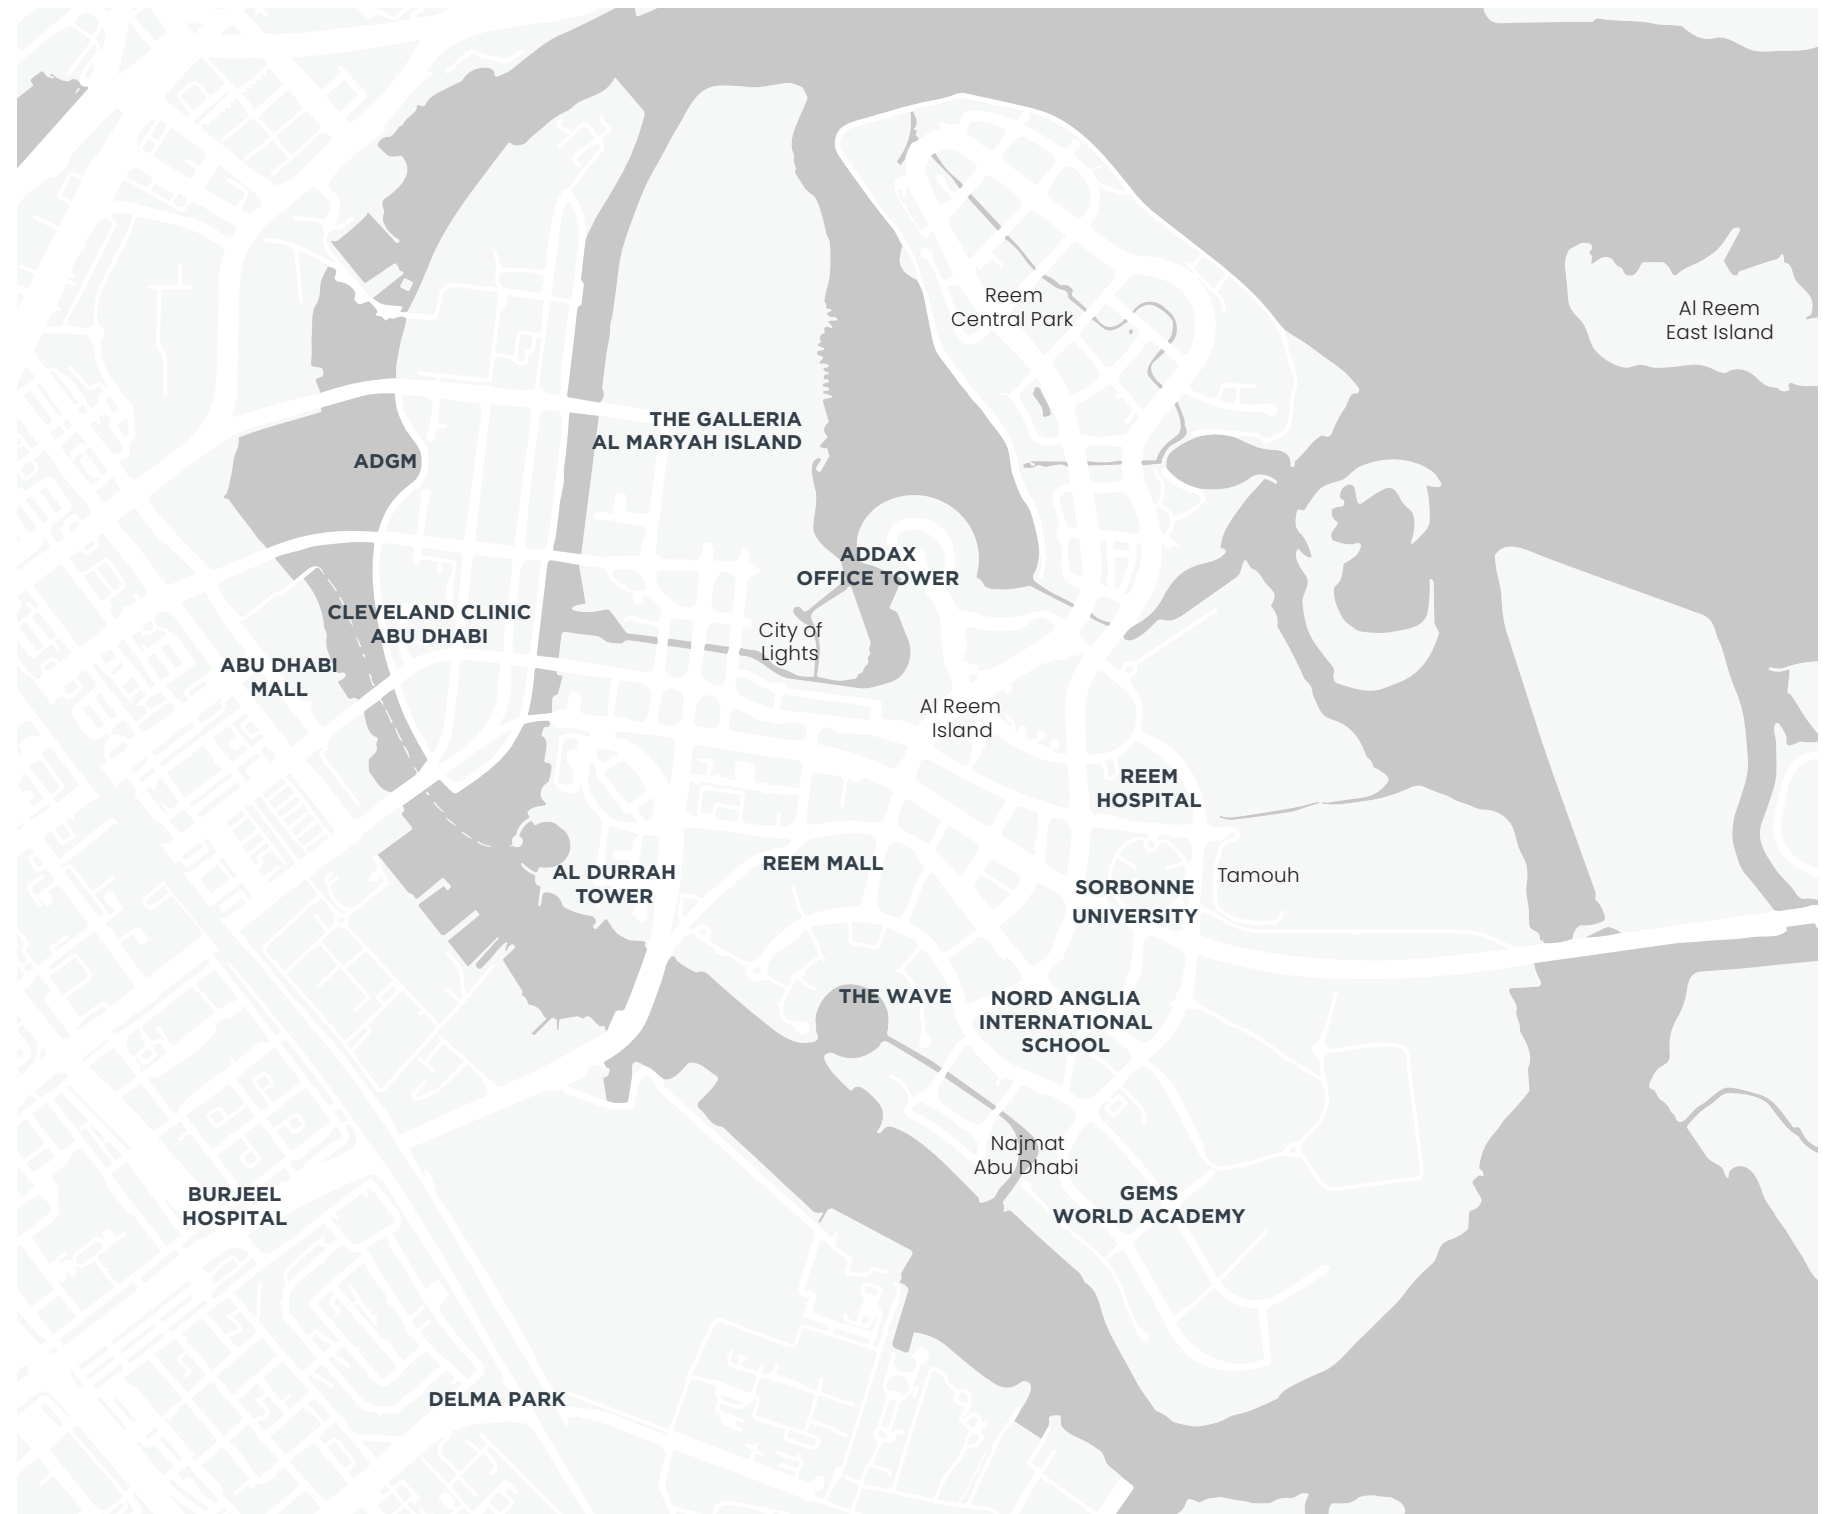 Reem
Central Park
Al Reem
East Island
THE GALLERIA
AL MARYAH ISLAND
ADGM
ADDAX
OFFICE TOWER
CLEVELAND CLINIC
ABU DHABI
City of
Lights
ABU DHABI
MALL
Al Reem
Island
REEM
HOSPITAL
REEM MALL
AL DURRAH
TOWER
Tamouh
SORBONNE
UNIVERSITY
THE WAVE
NORD ANGLIA
INTERNATIONAL
SCHOOL
Najmat
Abu Dhabi
BURJEEL
HOSPITAL
GEMS
WORLD ACADEMY
DELMA PARK